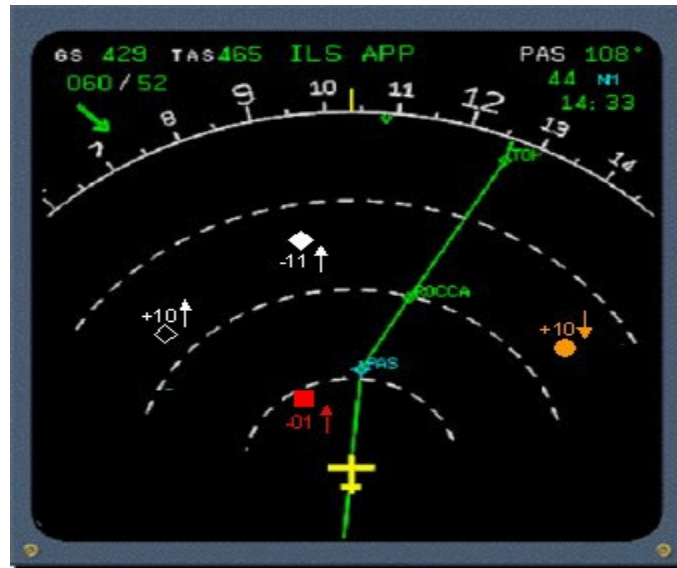 GS 429 TAS465 ILS APP PAS 108°
060 / 52 44 NM
14: 33
7 8 9 10 11 12 13 14
TOP
-11
ROCCA
+10
+10
PAS
-01